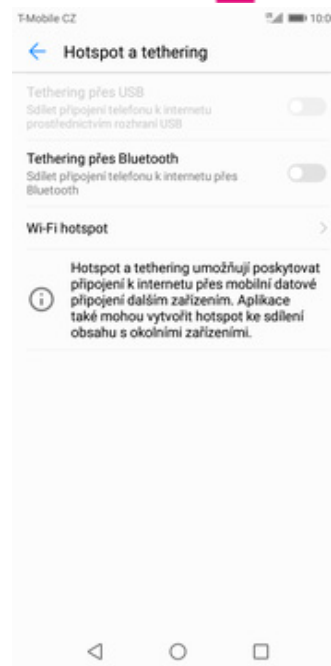 T-Mobile CZ 10:0
Hotspot a tethering
Tethering přes USB
Sdílet připojení telefonu k internetu
prostřednictvím rozhraní USB
Tethering přes Bluetooth
Sdílet připojení telefonu k internetu přes
Bluetooth
Wi-Fi hotspot
Hotspot a tethering umožňují poskytovat
připojení k internetu přes mobilní datové
připojení dalším zařízením. Aplikace
také mohou vytvořit hotspot ke sdílení
obsahu s okolními zařízeními.